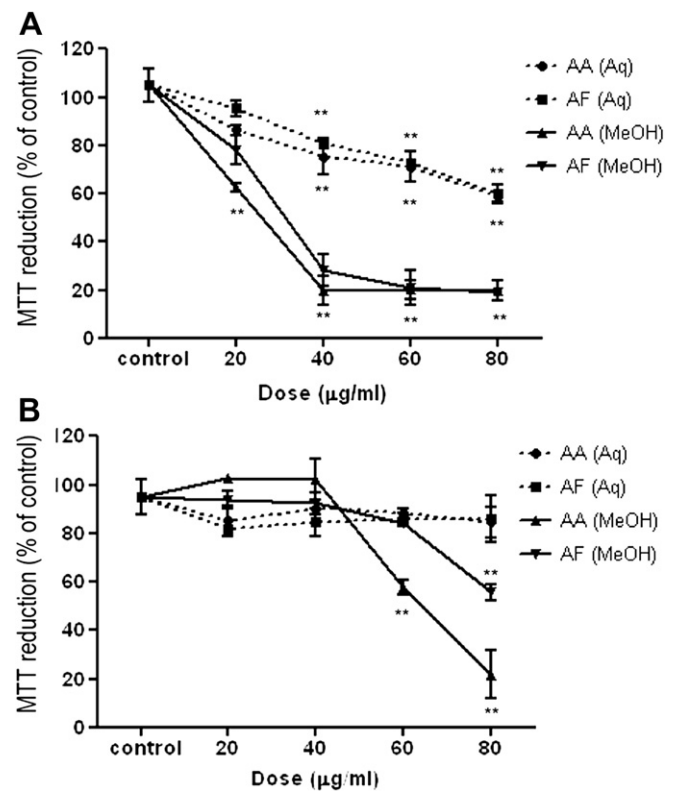 A
MTT reduction (% of control)
120
100
80
60
40
20
0
AA (Aq)
AF (Aq)
AA (MeOH)
AF (MeOH)
**
**
**
**
**
**
**
**
**
**
control 20 40 60 80
Dose (μg/ml)
B
MTT reduction (% of control)
120
100
80
60
40
20
0
AA (Aq)
AF (Aq)
AA (MeOH)
AF (MeOH)
**
**
**
control 20 40 60 80
Dose (μg/ml)